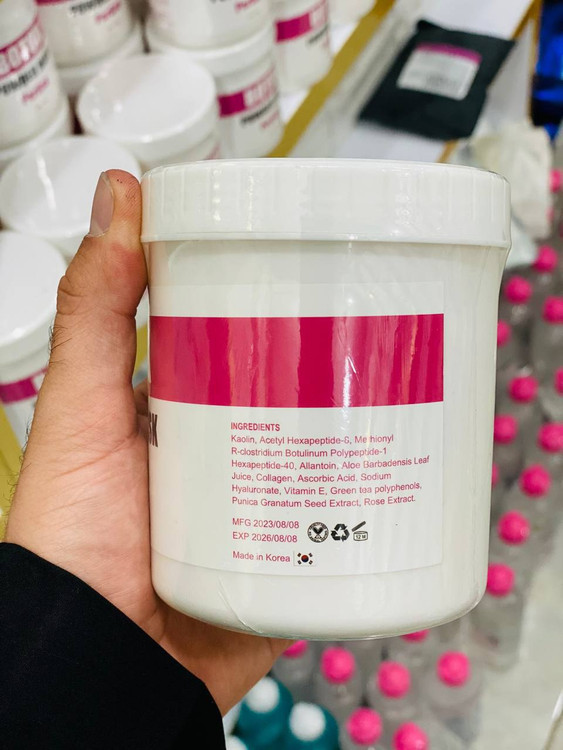 SK
INGREDIENTS
Kaolin, Acetyl Hexapeptide-8, Methionyl
R-clostridium Botulinum Polypeptide-1
Hexapeptide-40, Allantoin, Aloe Barbadensis Leaf
Juice, Collagen, Ascorbic Acid, Sodium
Hyaluronate, Vitamin E, Green tea polyphenols,
Punica Granatum Seed Extract, Rose Extract.
MFG 2023/08/08
EXP 2026/08/08
12 M
Made in Korea